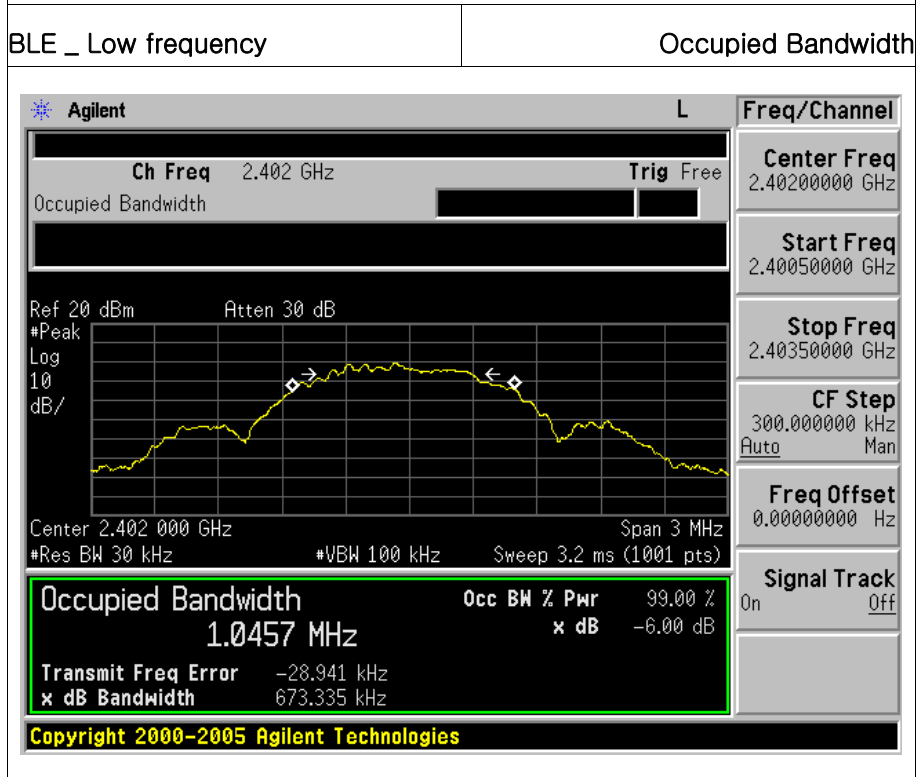 BLE _ Low frequency
Occupied Bandwidth
Agilent
L
Freq/Channel
Ch Freq 2.402 GHz
Trig Free
Occupied Bandwidth
Center Freq
2.40200000 GHz
Start Freq
2.40050000 GHz
Stop Freq
2.40350000 GHz
CF Step
300.000000 kHz
Auto Man
Freq Offset
0.00000000 Hz
Signal Track
On Off
Ref 20 dBm
Atten 30 dB
#Peak
Log
10
dB/
Center 2.402 000 GHz
Span 3 MHz
#Res BW 30 kHz
#VBW 100 kHz
Sweep 3.2 ms (1001 pts)
Occupied Bandwidth
1.0457 MHz
Occ BW % Pwr 99.00 %
x dB -6.00 dB
Transmit Freq Error -28.941 kHz
x dB Bandwidth 673.335 kHz
Copyright 2000-2005 Agilent Technologies